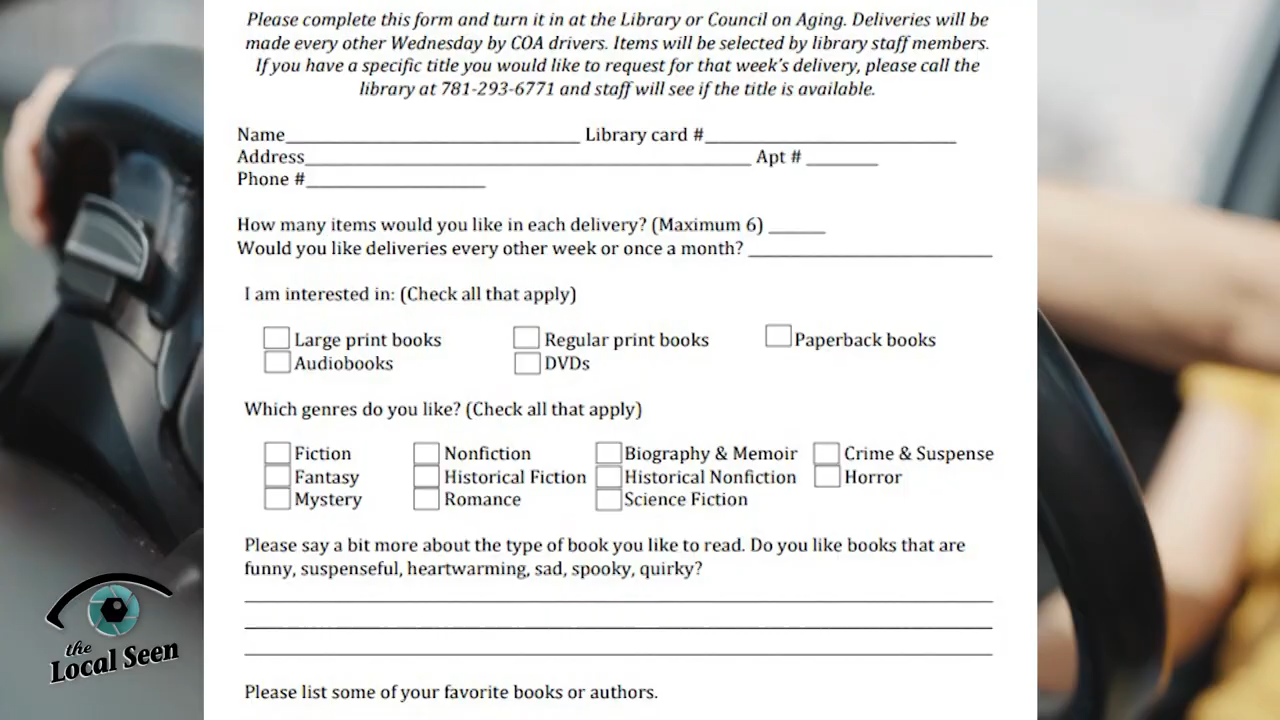 Please complete this form and turn it in at the Library or Council on Aging. Deliveries will be
made every other Wednesday by COA drivers. Items will be selected by library staff members.
If you have a specific title you would like to request for that week's delivery, please call the
library at 781-293-6771 and staff will see if the title is available.
Name____________________ Library card #____________________
Address____________________ Apt # ________
Phone #____________________
How many items would you like in each delivery? (Maximum 6) ______
Would you like deliveries every other week or once a month? ____________________
I am interested in: (Check all that apply)
Large print books Regular print books Paperback books
Audiobooks DVDs
Which genres do you like? (Check all that apply)
Fiction Nonfiction Biography & Memoir Crime & Suspense
Fantasy Historical Fiction Historical Nonfiction Horror
Mystery Romance Science Fiction
Please say a bit more about the type of book you like to read. Do you like books that are
funny, suspenseful, heartwarming, sad, spooky, quirky?
Please list some of your favorite books or authors.
the
Local Seen